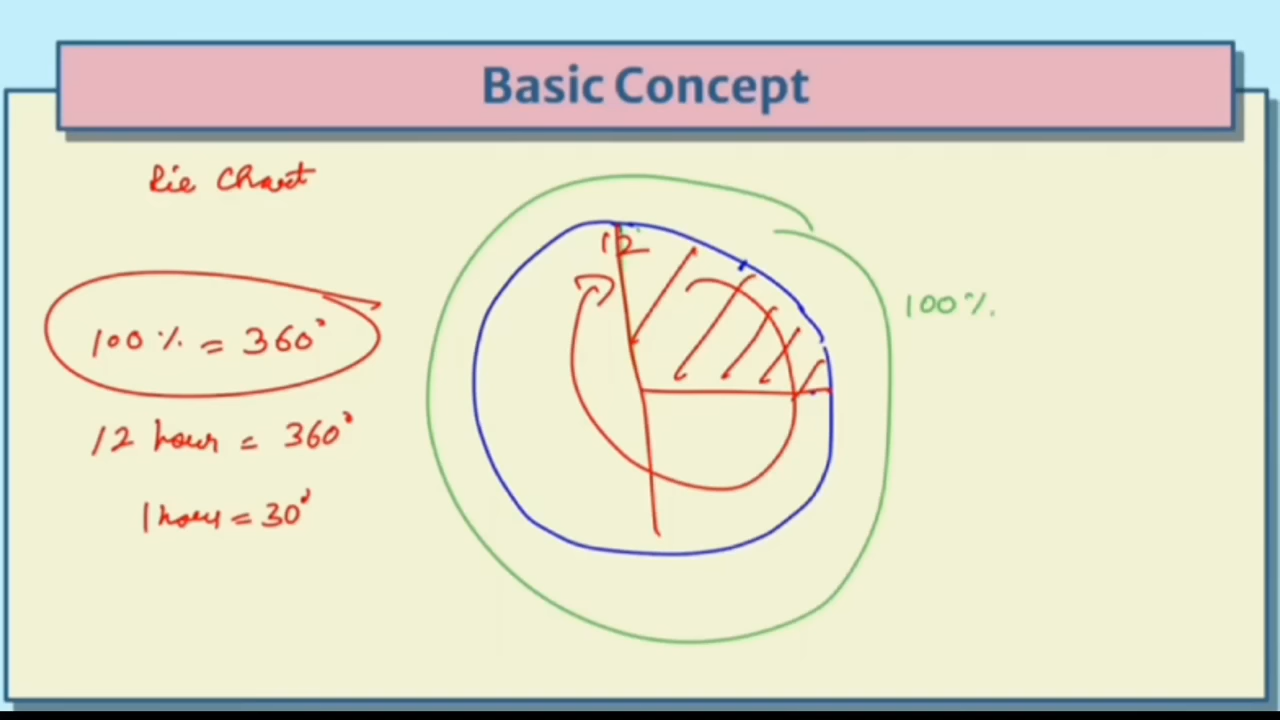 Basic Concept
Pie Chart
12
100%
100% = 360°
12 hour = 360°
1 hour = 30°